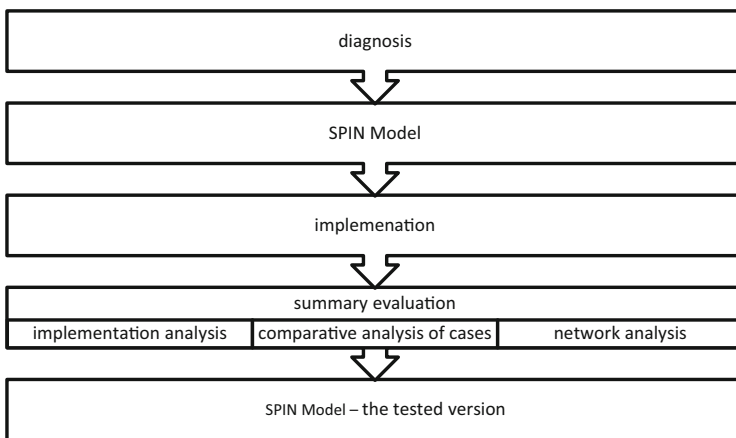 diagnosis
SPIN Model
implemenation
summary evaluation
implementation analysis
comparative analysis of cases
network analysis
SPIN Model – the tested version